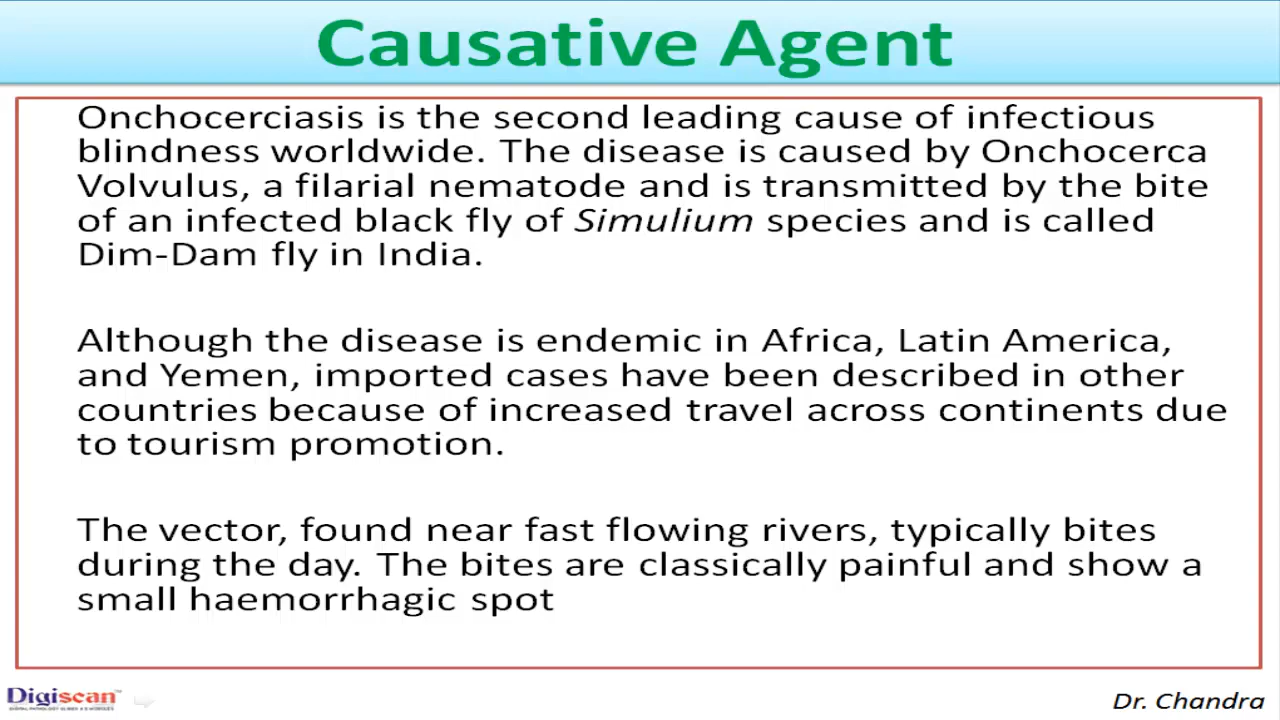 Causative Agent
Onchocerciasis is the second leading cause of infectious
blindness worldwide. The disease is caused by Onchocerca
Volvulus, a filarial nematode and is transmitted by the bite
of an infected black fly of Simulium species and is called
Dim-Dam fly in India.
Although the disease is endemic in Africa, Latin America,
and Yemen, imported cases have been described in other
countries because of increased travel across continents due
to tourism promotion.
The vector, found near fast flowing rivers, typically bites
during the day. The bites are classically painful and show a
small haemorrhagic spot
Digiscan
Dr. Chandra